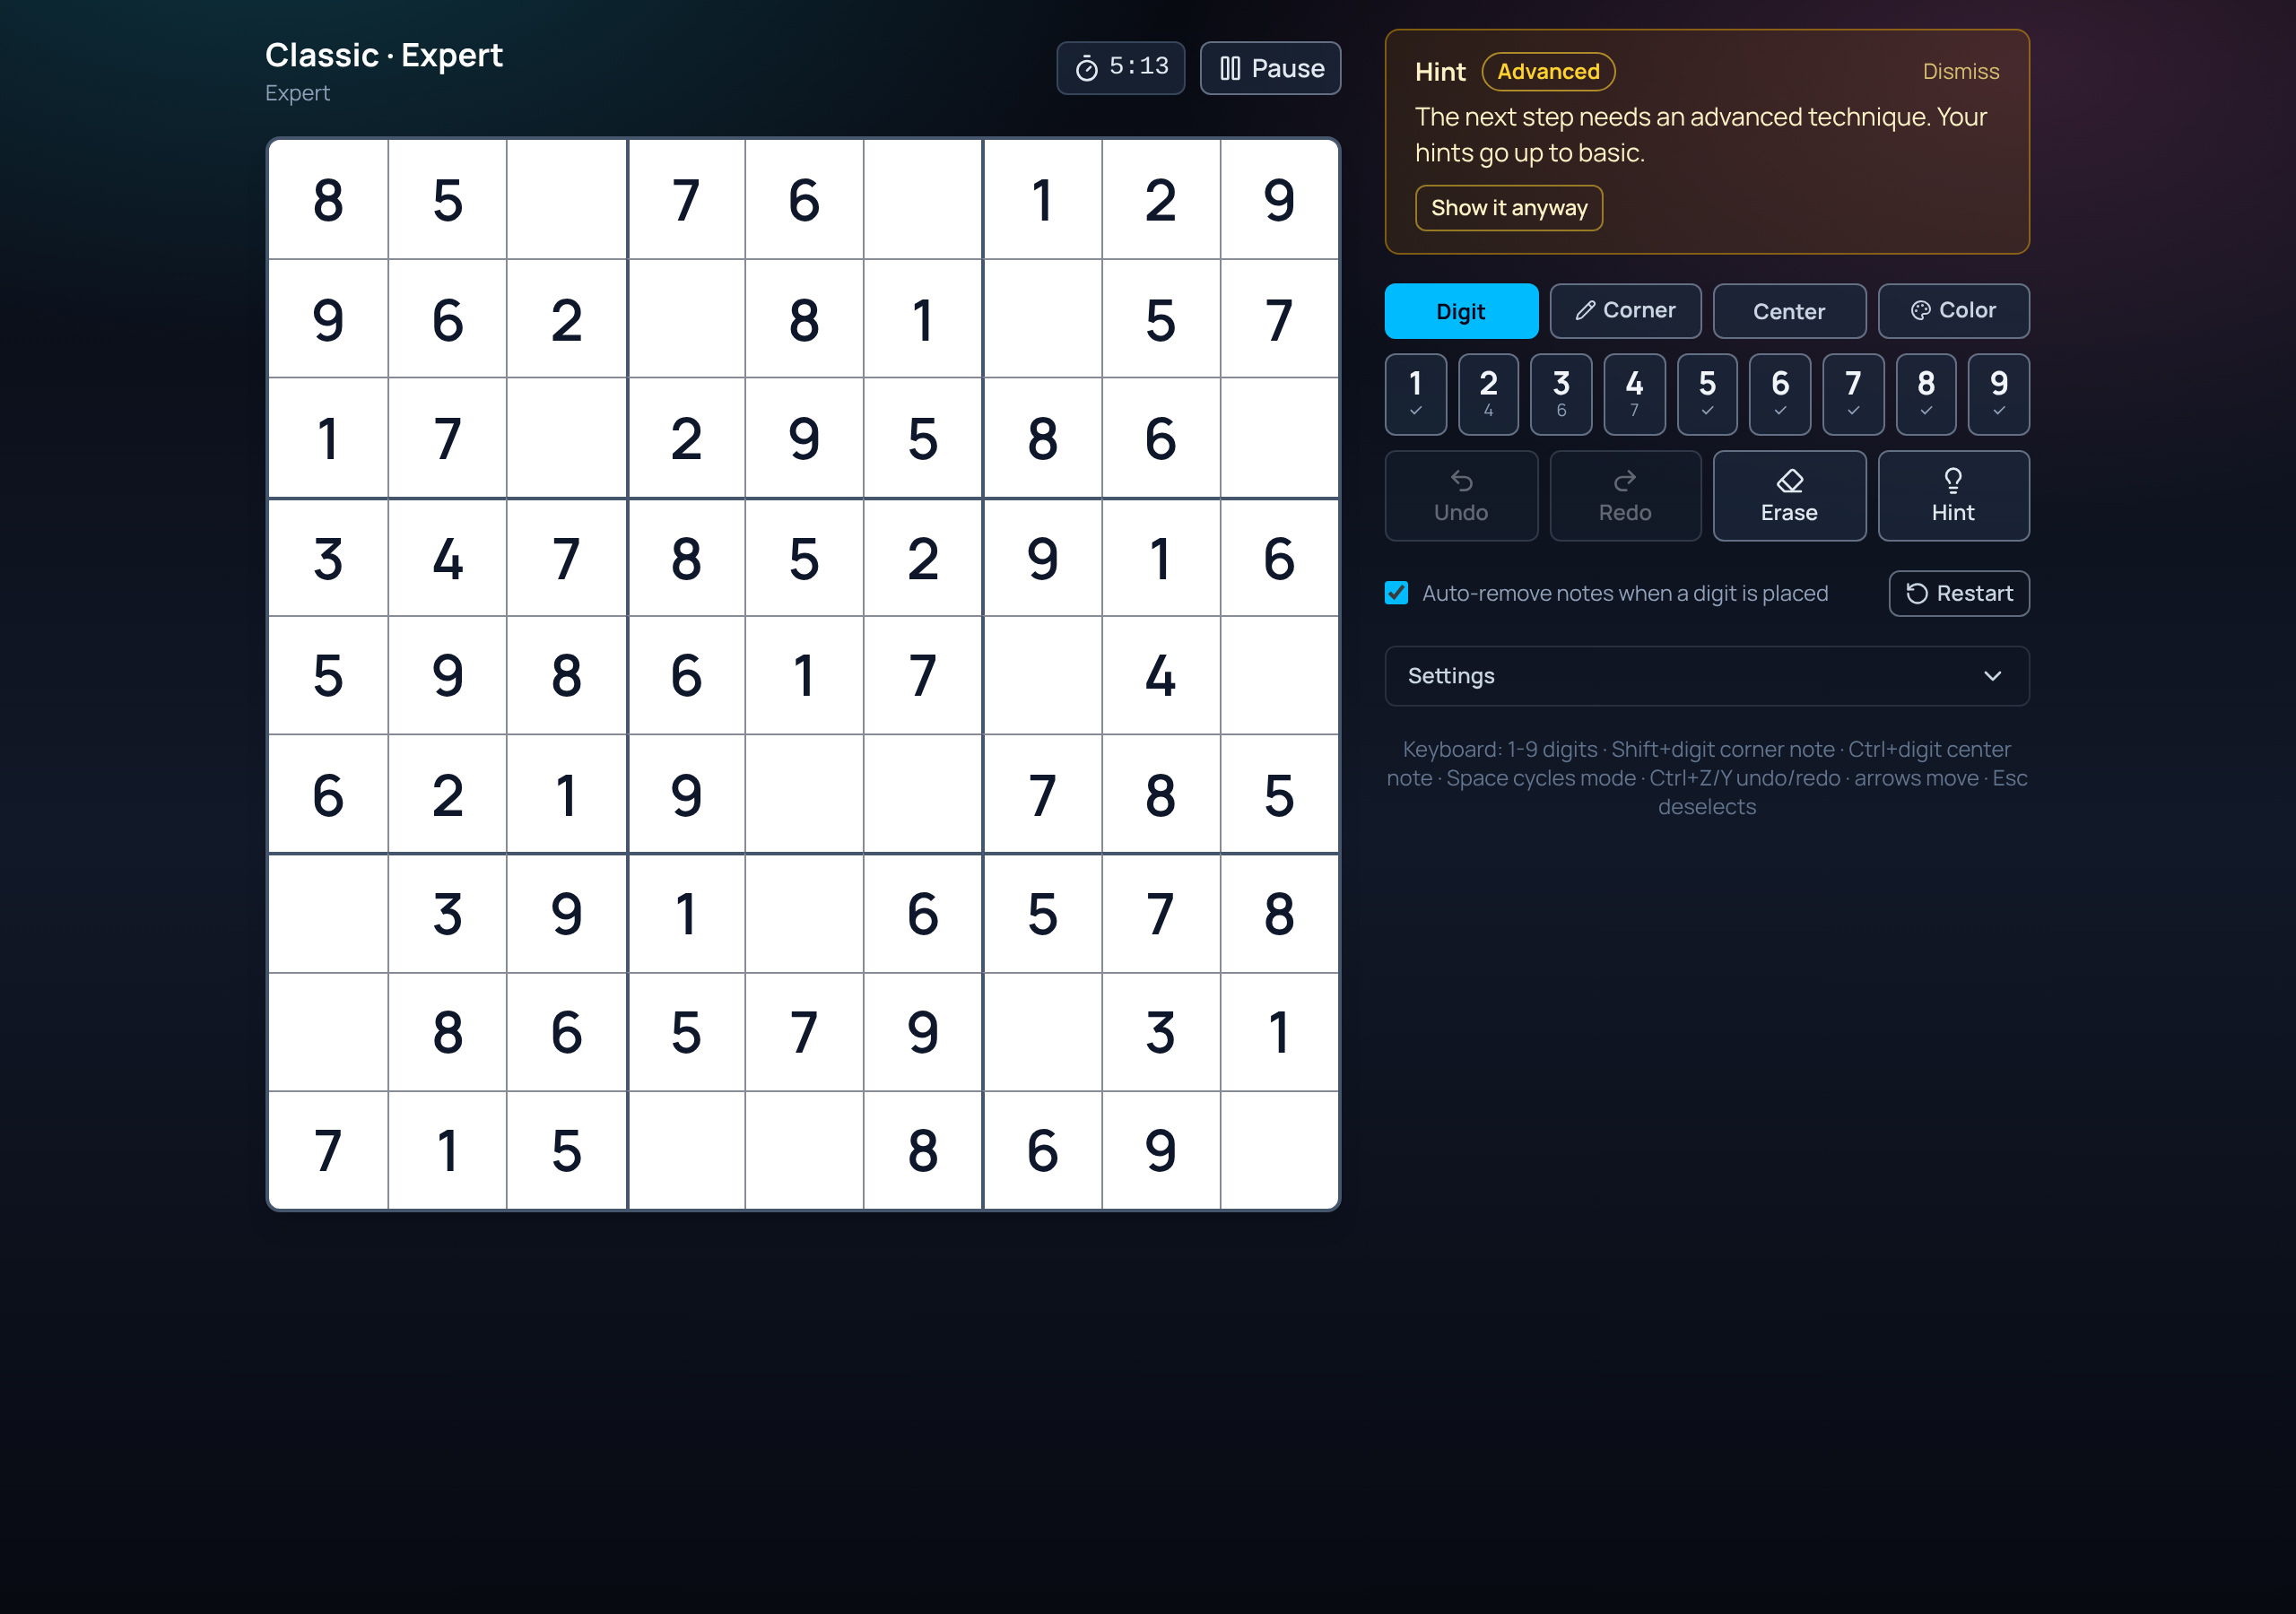 Classic · Expert
Expert
5:13
Pause
8 5 7 6 1 2 9
9 6 2 8 1 5 7
1 7 2 9 5 8 6
3 4 7 8 5 2 9 1 6
5 9 8 6 1 7 4
6 2 1 9 7 8 5
3 9 1 6 5 7 8
8 6 5 7 9 3 1
7 1 5 8 6 9
Hint Advanced Dismiss
The next step needs an advanced technique. Your
hints go up to basic.
Show it anyway
Digit Corner Center Color
1 2 3 4 5 6 7 8 9
4 6 7
Undo Redo Erase Hint
Auto-remove notes when a digit is placed
Restart
Settings
Keyboard: 1-9 digits · Shift+digit corner note · Ctrl+digit center
note · Space cycles mode · Ctrl+Z/Y undo/redo · arrows move · Esc
deselects